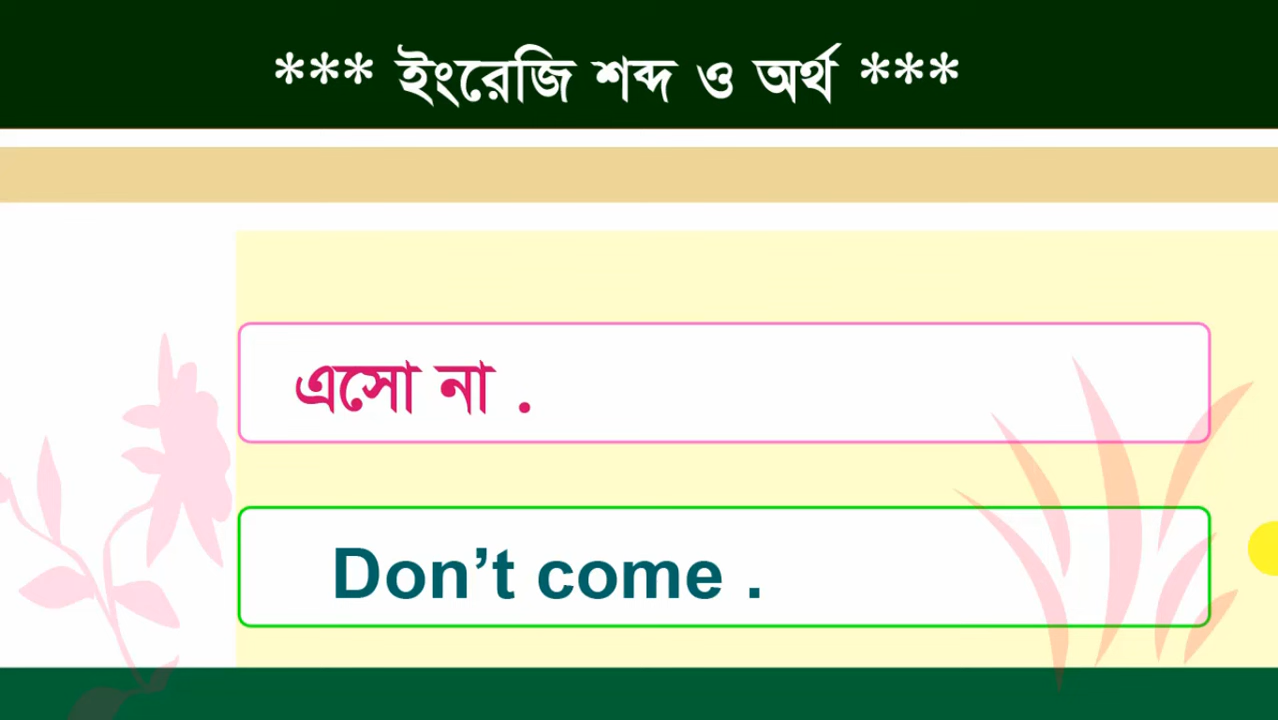 *** ইংরেজি শব্দ ও অর্থ ***
এসো না .
Don’t come .